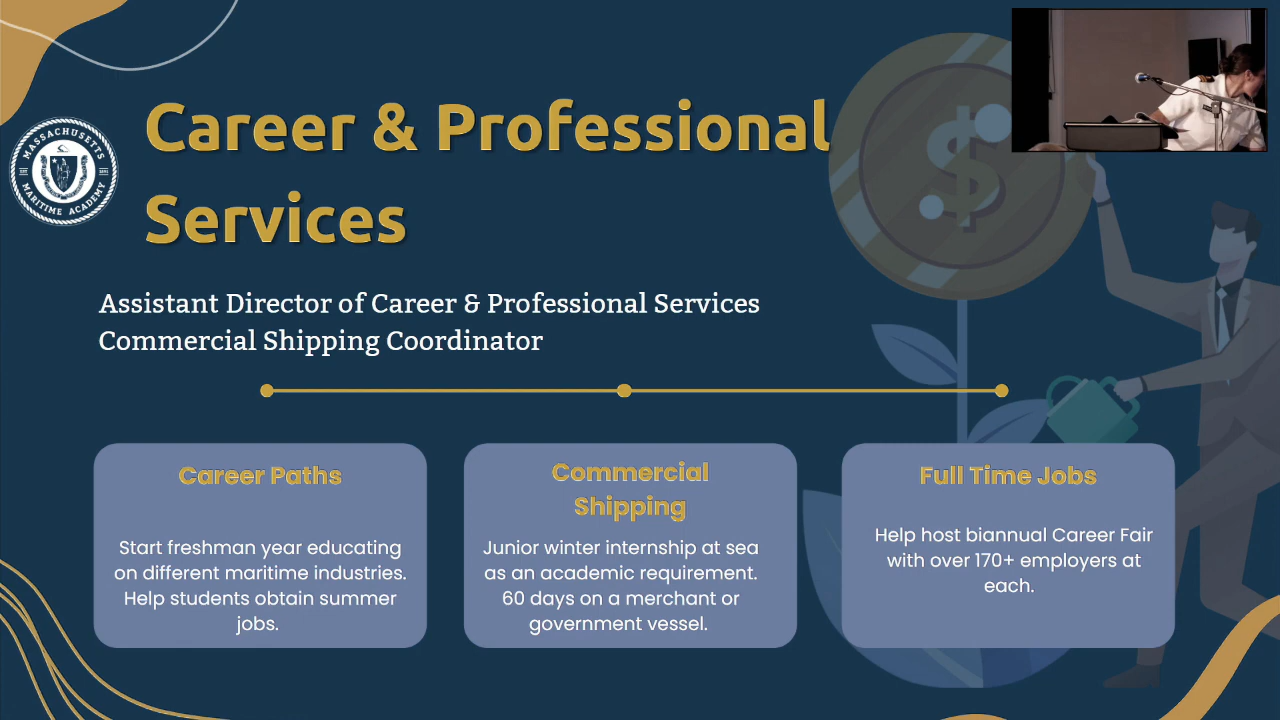 Career & Professional
Services
MASSACHUSETTS
MARITIME ACADEMY
Assistant Director of Career & Professional Services
Commercial Shipping Coordinator
Career Paths
Start freshman year educating
on different maritime industries.
Help students obtain summer
jobs.
Commercial
Shipping
Junior winter internship at sea
as an academic requirement.
60 days on a merchant or
government vessel.
Full Time Jobs
Help host biannual Career Fair
with over 170+ employers at
each.